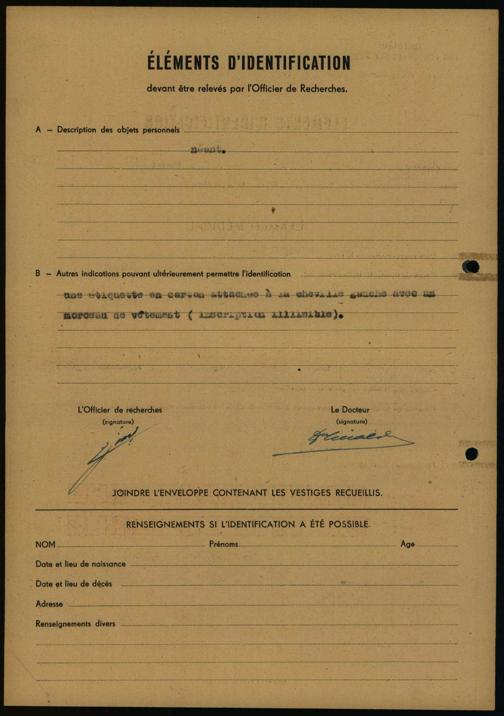 ÉLÉMENTS D'IDENTIFICATION
devant être relevés par l'Officier de Recherches.
A – Description des objets personnels
néant.
B – Autres indications pouvant ultérieurement permettre l'identification
une étiquette en carton attachée à la cheville gauche avec un
morceau de vêtement ( inscription illisible).
L'Officier de recherches
(signature)
Le Docteur
(signature)
JOINDRE L'ENVELOPPE CONTENANT LES VESTIGES RECUEILLIS.
RENSEIGNEMENTS SI L'IDENTIFICATION A ÉTÉ POSSIBLE
NOM Prénoms Age
Date et lieu de naissance
Date et lieu de décès
Adresse
Renseignements divers